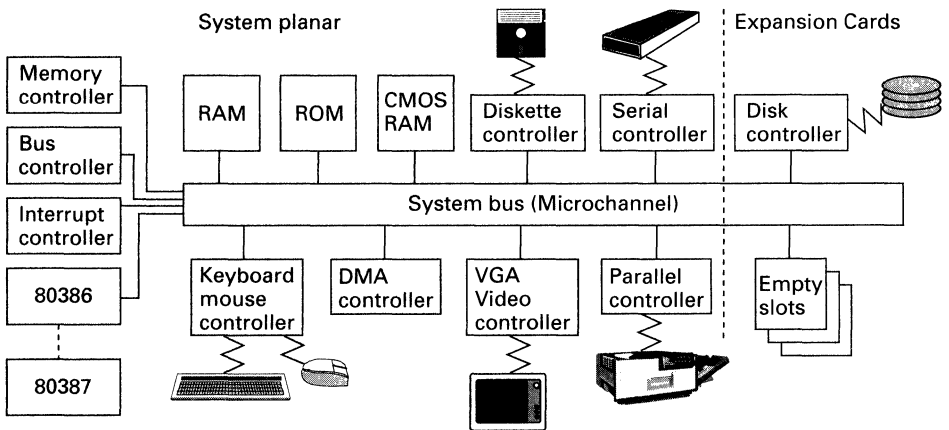 System planar
Expansion Cards
Memory
controller
Bus
controller
Interrupt
controller
80386
80387
RAM
ROM
CMOS
RAM
Diskette
controller
Serial
controller
Disk
controller
System bus (Microchannel)
Keyboard
mouse
controller
DMA
controller
VGA
Video
controller
Parallel
controller
Empty
slots